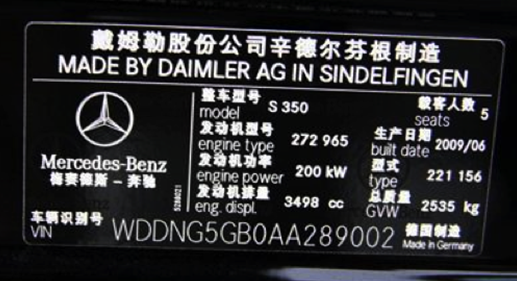 戴姆勒股份公司辛德尔芬根制造
MADE BY DAIMLER AG IN SINDELFINGEN
整车型号 载客人数
model S 350 seats 5
发动机型号 生产日期
engine type 272 965 built date 2009/06
发动机功率 型式
engine power 200 kW type 221 156
发动机排量 总质量
eng. displ. 3498 cc GVW 2535 kg
Mercedes-Benz
梅赛德斯-奔驰
车辆识别号 德国制造
VIN WDDNG5GB0AA289002 Made in Germany